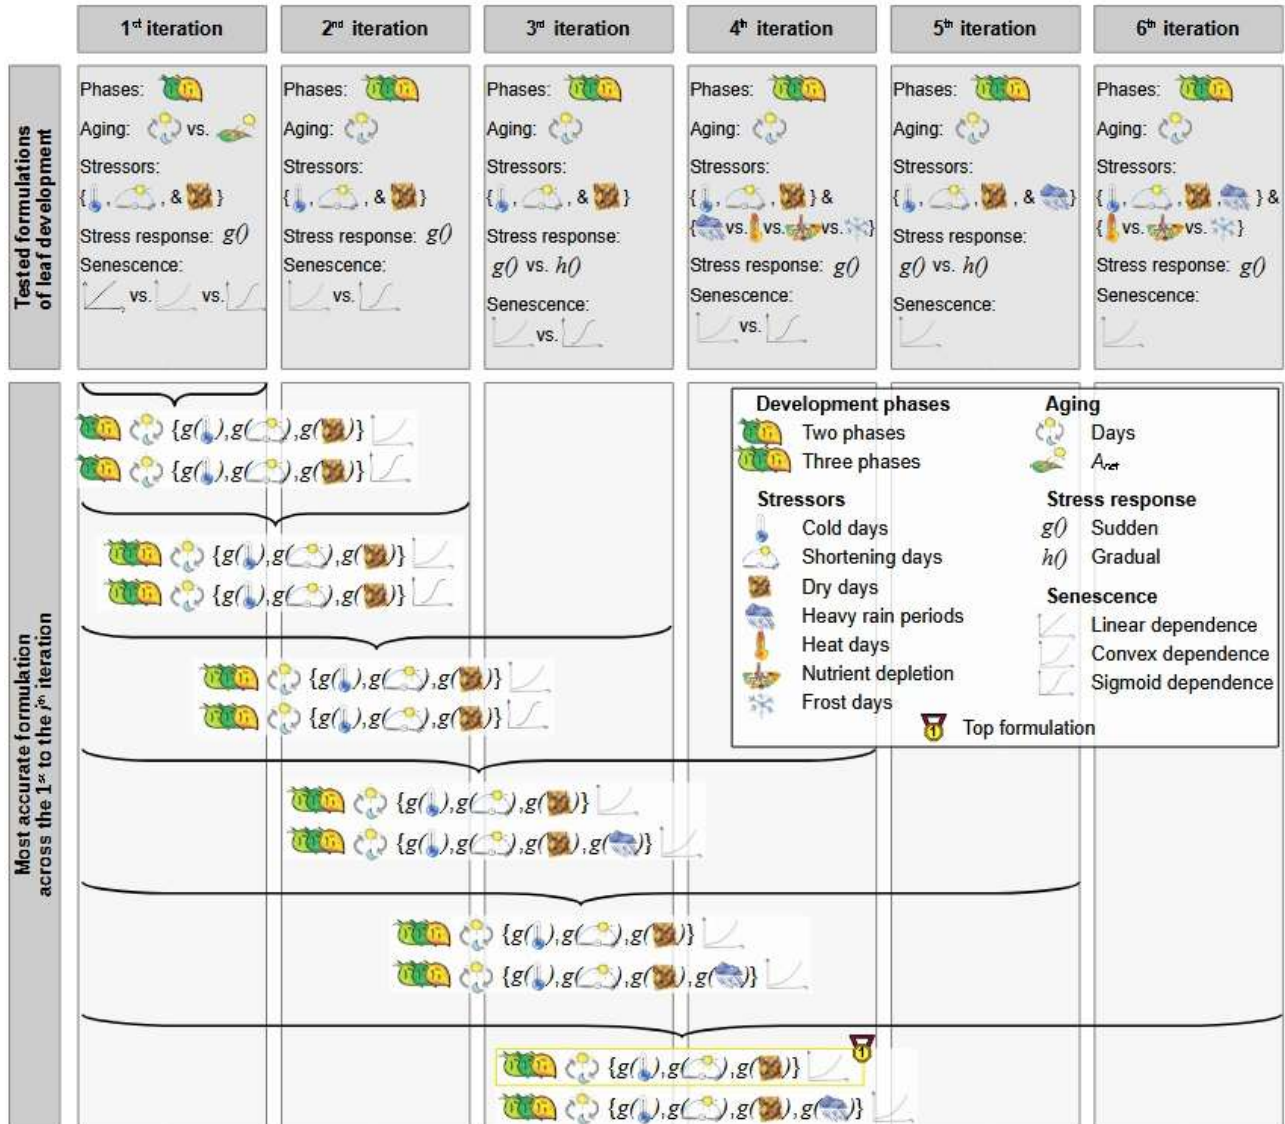 1st iteration
2nd iteration
3rd iteration
4th iteration
5th iteration
6th iteration
Tested formulations
of leaf development
Phases:
Aging: vs.
Stressors:
{ , , & }
Stress response: g()
Senescence:
vs. vs.
Phases:
Aging:
Stressors:
{ , , & }
Stress response: g()
Senescence:
vs.
Phases:
Aging:
Stressors:
{ , , & }
Stress response:
g() vs. h()
Senescence:
vs.
Phases:
Aging:
Stressors:
{ , , } &
{ vs. vs. vs. }
Stress response: g()
Senescence:
vs.
Phases:
Aging:
Stressors:
{ , , , & }
Stress response:
g() vs. h()
Senescence:
Phases:
Aging:
Stressors:
{ , , , } &
{ vs. vs. }
Stress response: g()
Senescence:
Most accurate formulation
across the 1st to the ith iteration
{g( ),g( ),g( )}
{g( ),g( ),g( )}
{g( ),g( ),g( )}
{g( ),g( ),g( )}
{g( ),g( ),g( )}
{g( ),g( ),g( )}
{g( ),g( ),g( )}
{g( ),g( ),g( ),g( )}
{g( ),g( ),g( )}
{g( ),g( ),g( ),g( )}
{g( ),g( ),g( )}
1
{g( ),g( ),g( ),g( )}
Development phases
Two phases
Three phases
Stressors
Cold days
Shortening days
Dry days
Heavy rain periods
Heat days
Nutrient depletion
Frost days
Aging
Days
Anet
Stress response
g() Sudden
h() Gradual
Senescence
Linear dependence
Convex dependence
Sigmoid dependence
1 Top formulation